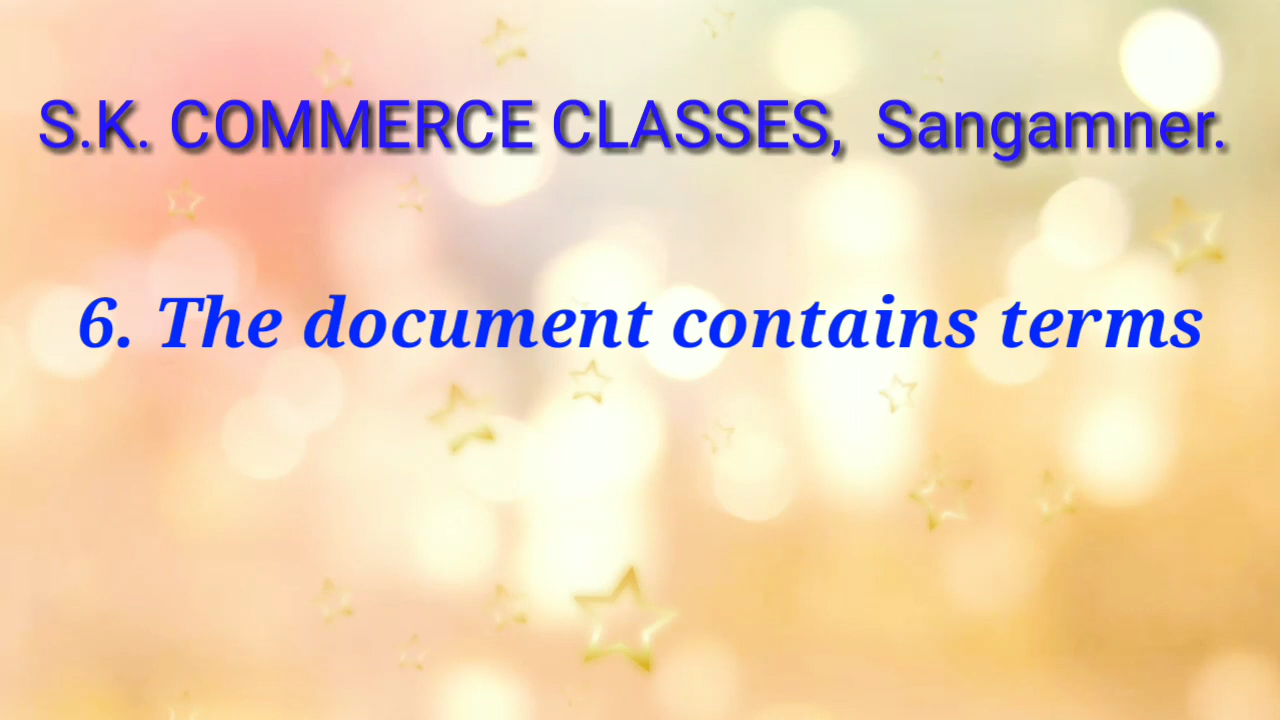 S.K. COMMERCE CLASSES, Sangamner.
6. The document contains terms